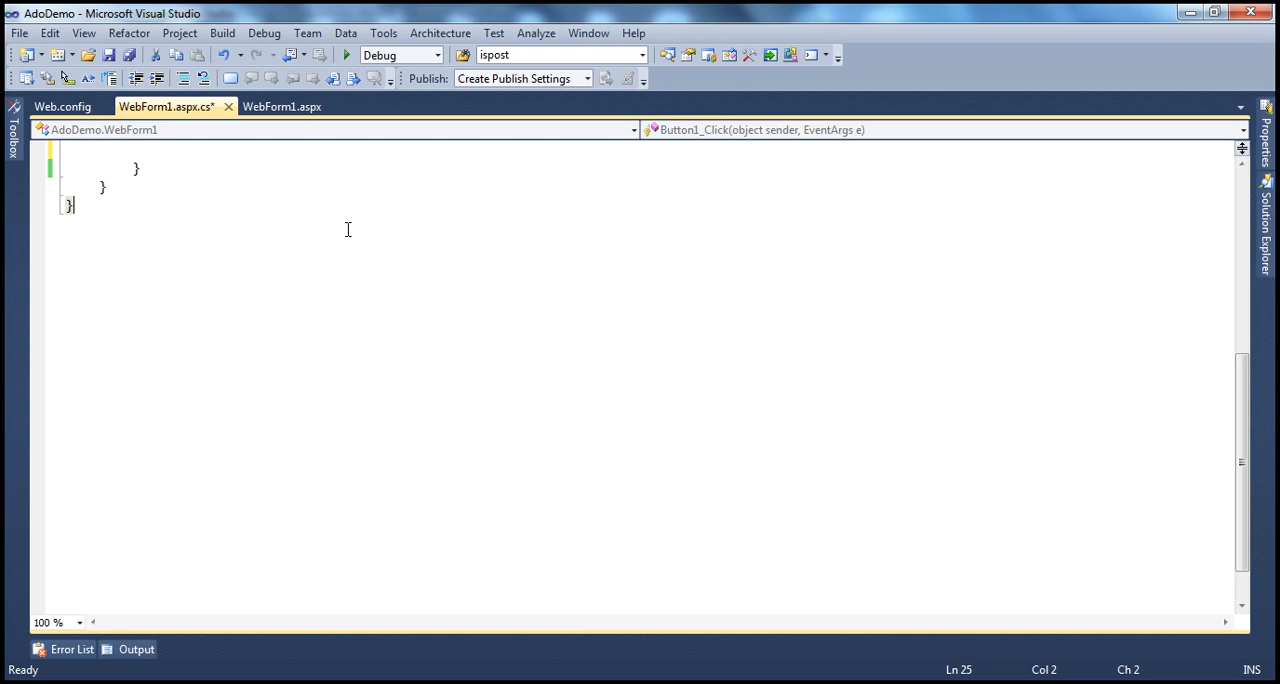 AdoDemo - Microsoft Visual Studio
File Edit View Refactor Project Build Debug Team Data Tools Architecture Test Analyze Window Help
Debug ispost
Publish: Create Publish Settings
Web.config WebForm1.aspx.cs* WebForm1.aspx
AdoDemo.WebForm1 Button1_Click(object sender, EventArgs e)
Toolbox
Properties
Solution Explorer
}
}
}
100 %
Error List Output
Ready Ln 25 Col 2 Ch 2 INS